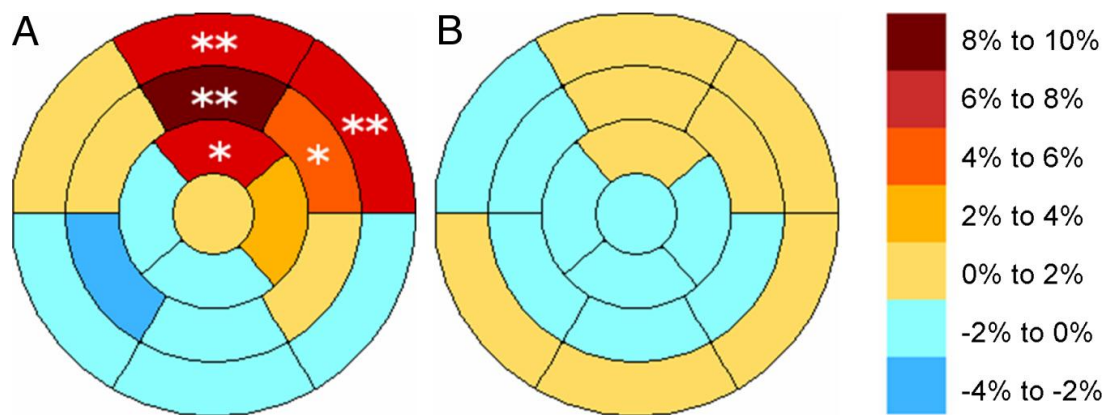 A
B
**
**
**
*
*
8% to 10%
6% to 8%
4% to 6%
2% to 4%
0% to 2%
-2% to 0%
-4% to -2%